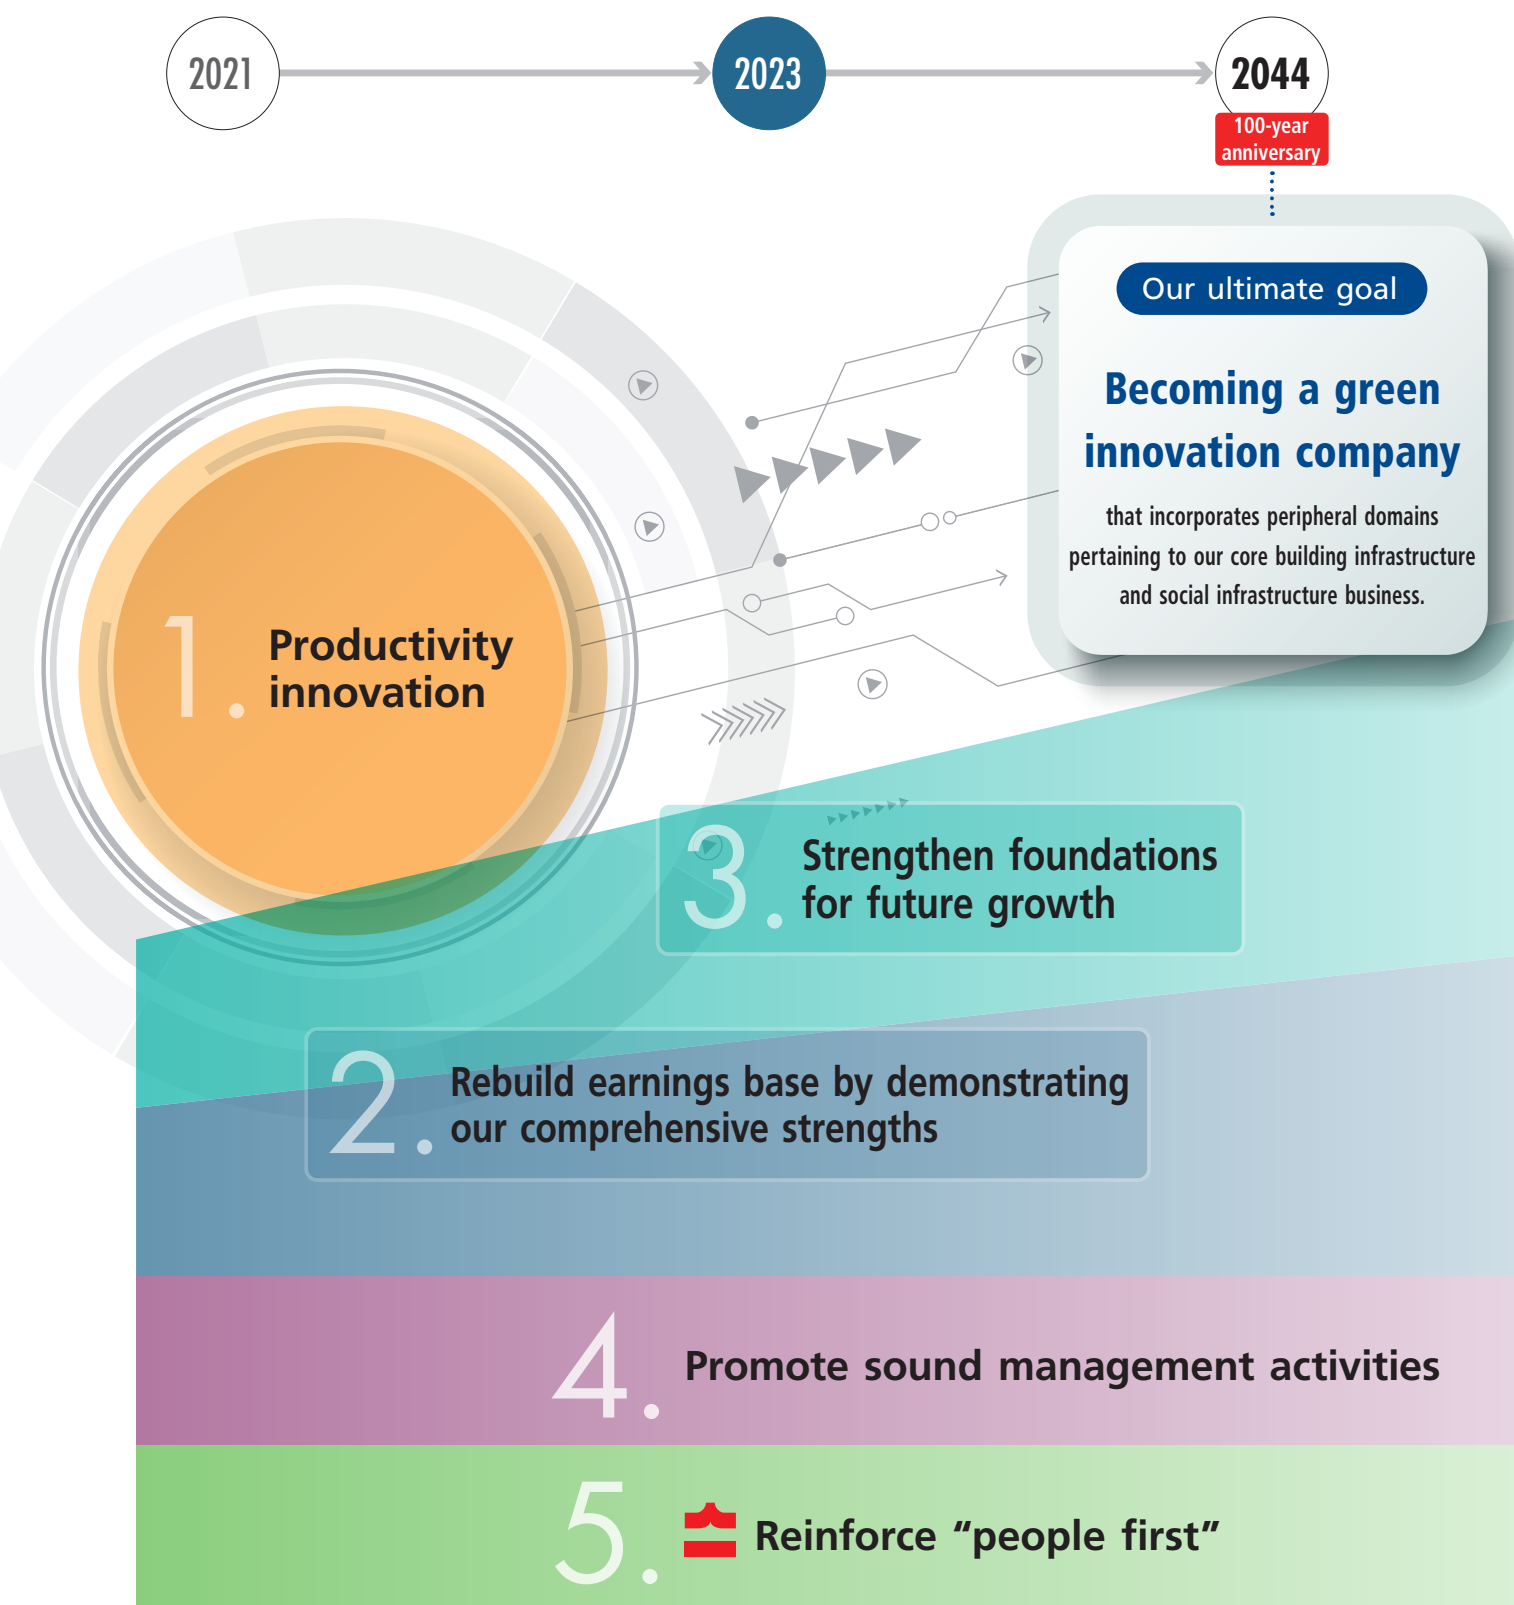 2021
2023
2044
100-year
anniversary
Our ultimate goal
Becoming a green
innovation company
that incorporates peripheral domains
pertaining to our core building infrastructure
and social infrastructure business.
1. Productivity
innovation
3. Strengthen foundations
for future growth
2. Rebuild earnings base by demonstrating
our comprehensive strengths
4. Promote sound management activities
5. Reinforce “people first”